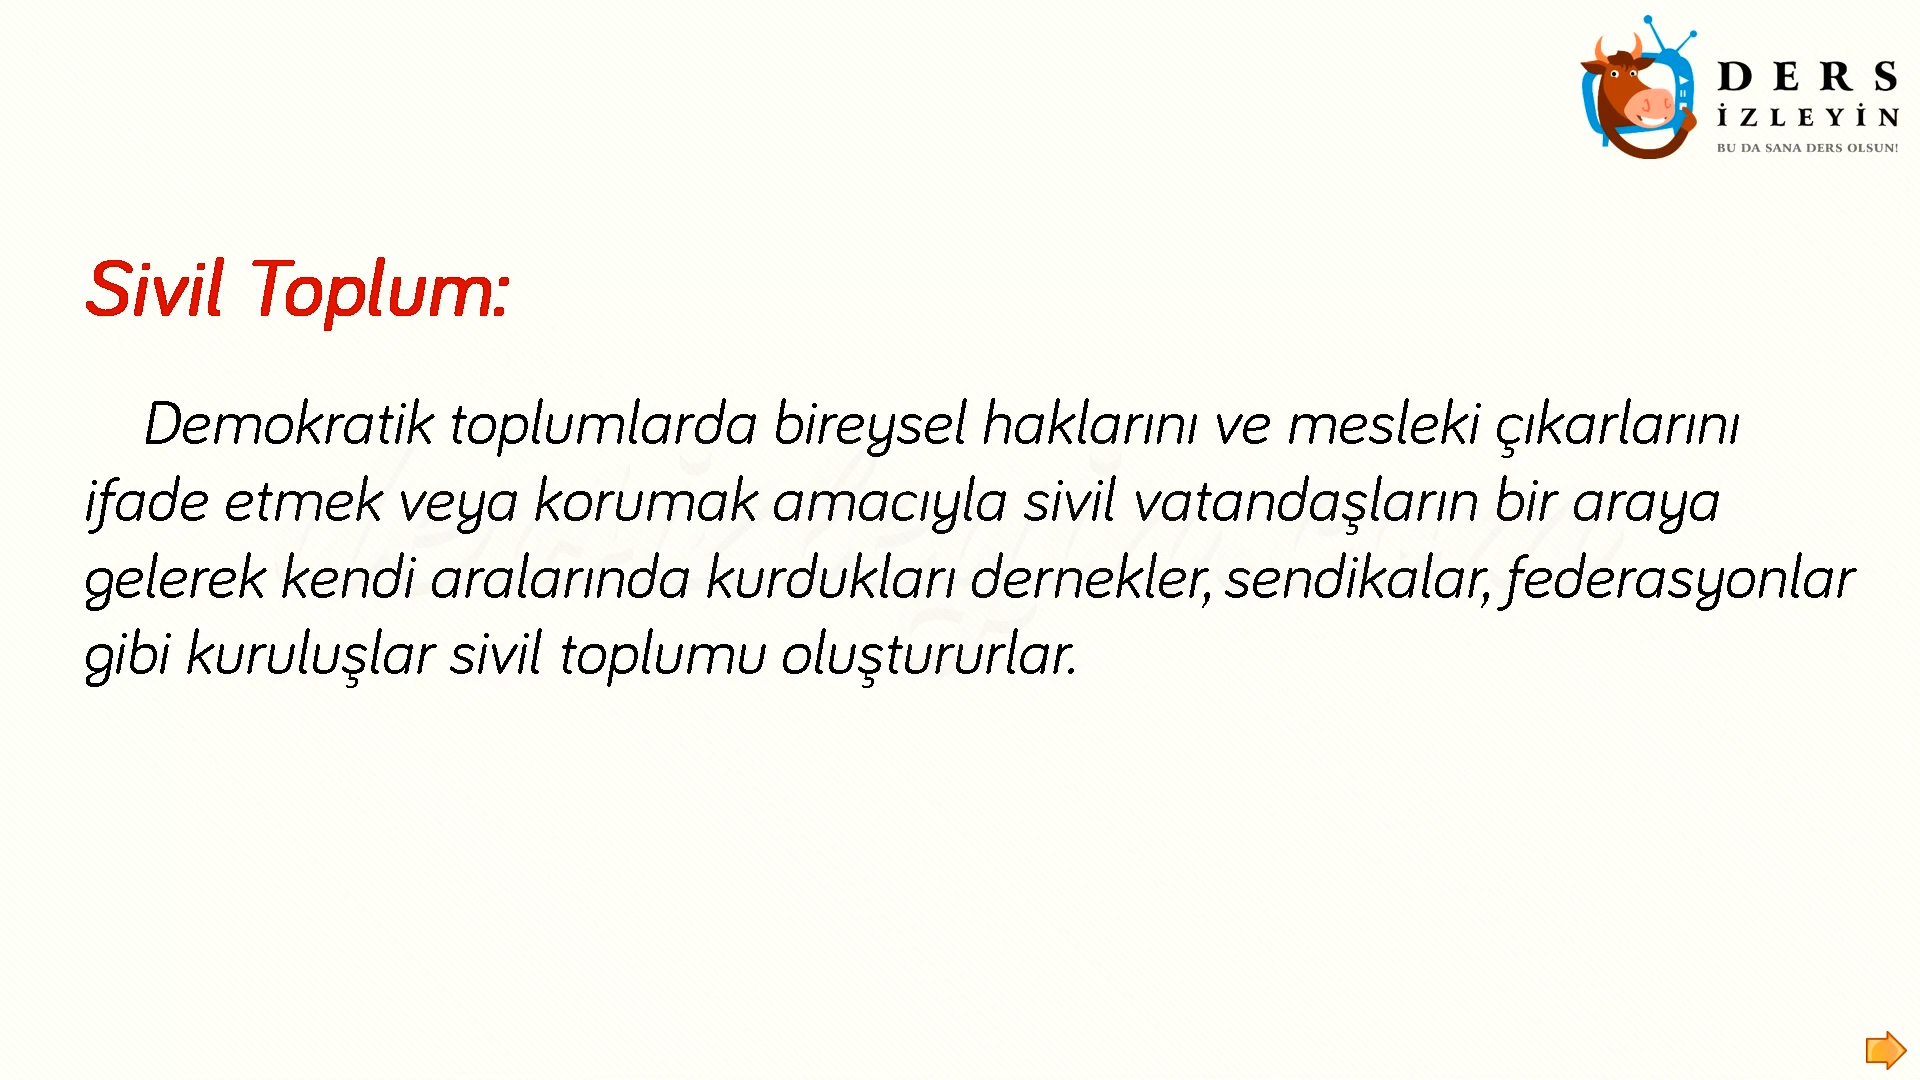 DERS
İZLEYİN
BU DA SANA DERS OLSUN!
Sivil Toplum:
Demokratik toplumlarda bireysel haklarını ve mesleki çıkarlarını
ifade etmek veya korumak amacıyla sivil vatandaşların bir araya
gelerek kendi aralarında kurdukları dernekler, sendikalar, federasyonlar
gibi kuruluşlar sivil toplumu oluştururlar.